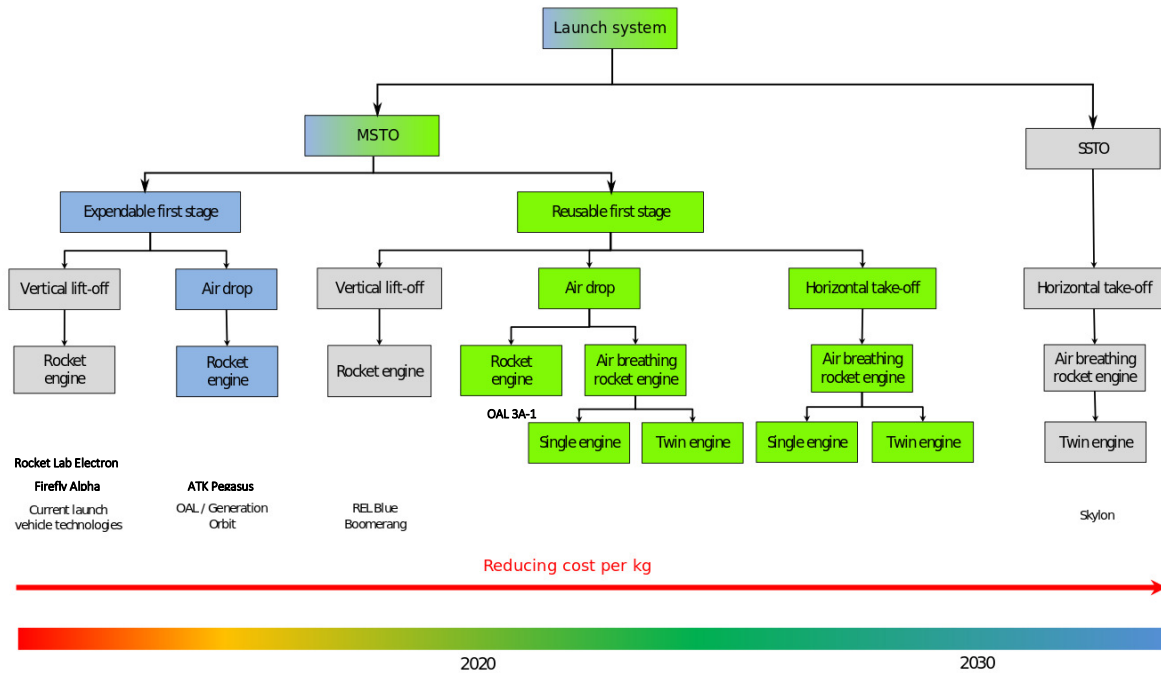 Launch system
MSTO
SSTO
Expendable first stage
Reusable first stage
Vertical lift-off
Air drop
Vertical lift-off
Air drop
Horizontal take-off
Horizontal take-off
Rocket
engine
Rocket
engine
Rocket engine
Rocket
engine
Air breathing
rocket engine
Air breathing
rocket engine
Air breathing
rocket engine
OAL 3A-1
Single engine
Twin engine
Single engine
Twin engine
Twin engine
Rocket Lab Electron
Firefly Alpha
Current launch
vehicle technologies
ATK Pegasus
OAL / Generation
Orbit
REL Blue
Boomerang
Skylon
Reducing cost per kg
2020
2030